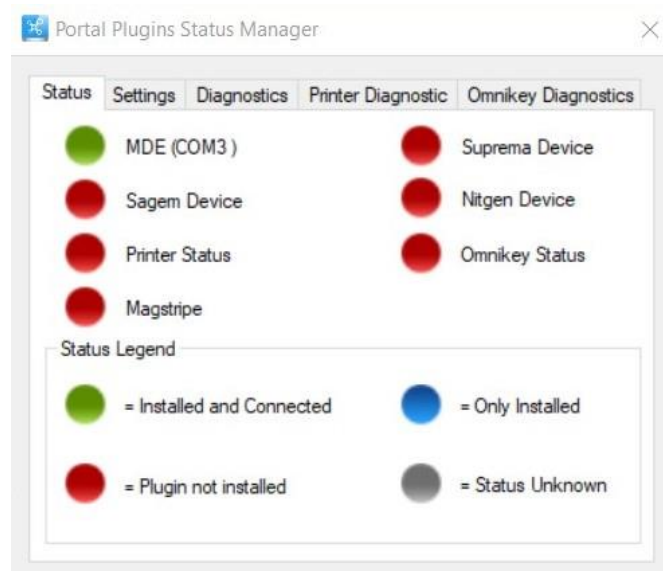 Portal Plugins Status Manager
Status Settings Diagnostics Printer Diagnostic Omnikey Diagnostics
MDE (COM3 ) Suprema Device
Sagem Device Nitgen Device
Printer Status Omnikey Status
Magstripe
Status Legend
= Installed and Connected = Only Installed
= Plugin not installed = Status Unknown